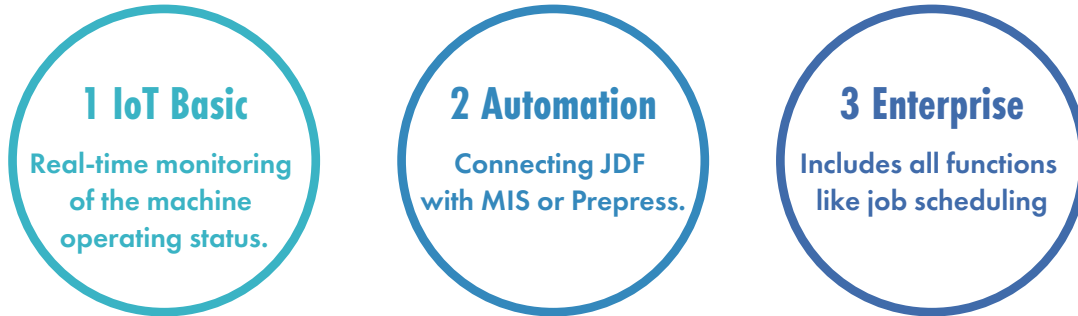 1 IoT Basic
Real-time monitoring
of the machine
operating status.
2 Automation
Connecting JDF
with MIS or Prepress.
3 Enterprise
Includes all functions
like job scheduling